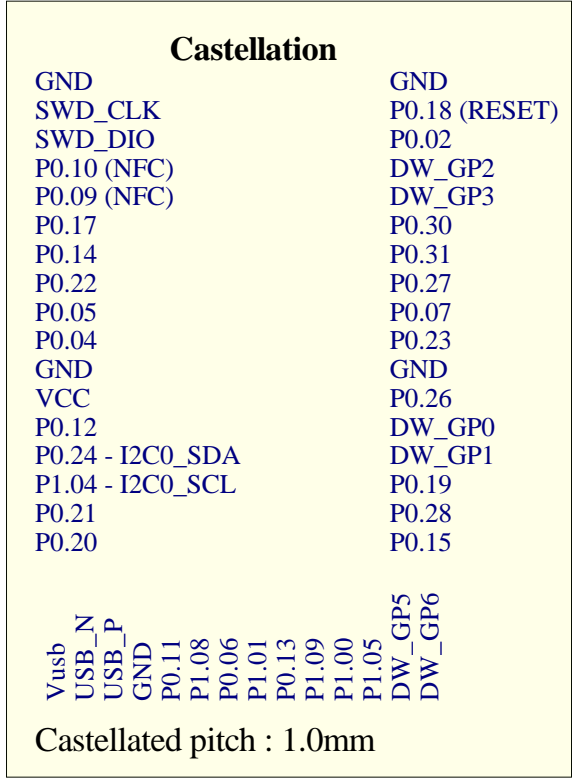 Castellation
GND
SWD_CLK
SWD_DIO
P0.10 (NFC)
P0.09 (NFC)
P0.17
P0.14
P0.22
P0.05
P0.04
GND
VCC
P0.12
P0.24 - I2C0_SDA
P1.04 - I2C0_SCL
P0.21
P0.20
GND
P0.18 (RESET)
P0.02
DW_GP2
DW_GP3
P0.30
P0.31
P0.27
P0.07
P0.23
GND
P0.26
DW_GP0
DW_GP1
P0.19
P0.28
P0.15
Vusb
USB_N
USB_P
GND
P0.11
P1.08
P0.06
P1.01
P0.13
P1.09
P1.00
P1.05
DW_GP5
DW_GP6
Castellated pitch : 1.0mm